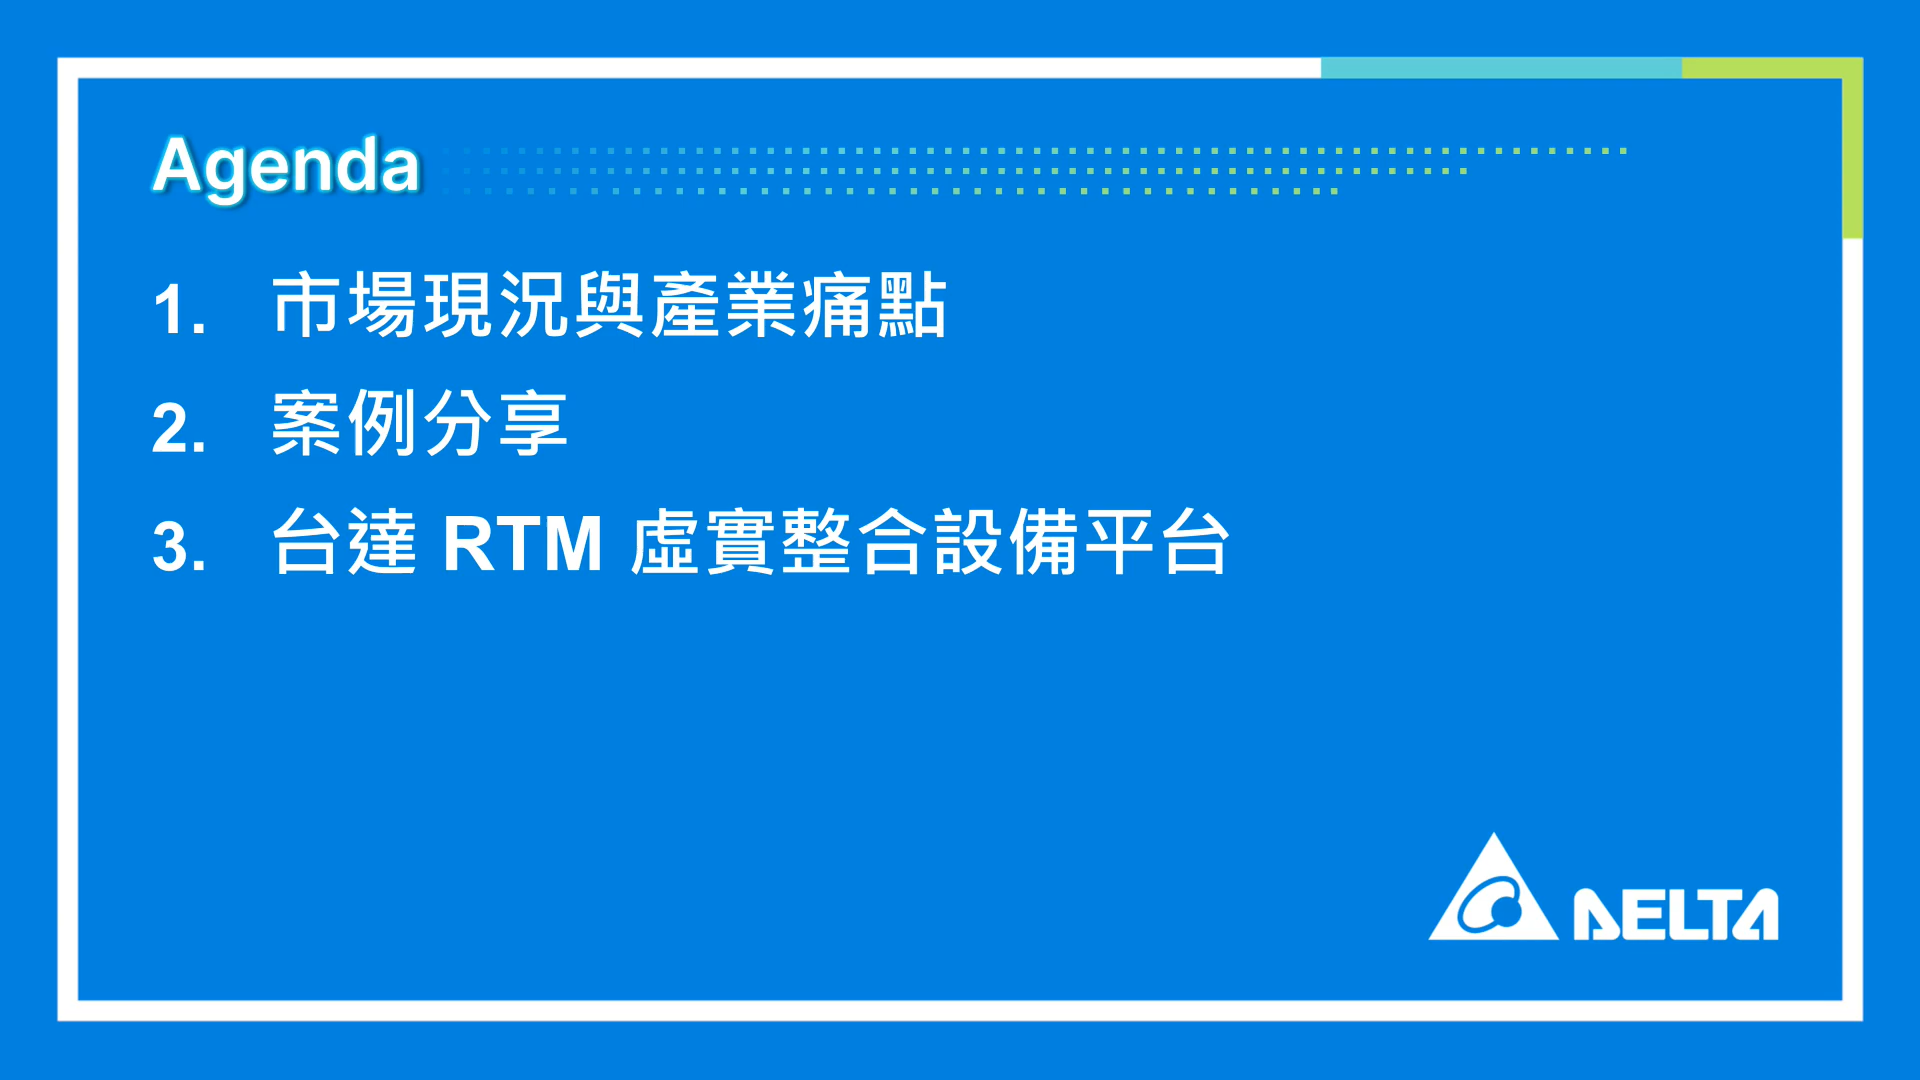 Agenda
1. 市場現況與產業痛點
2. 案例分享
3. 台達 RTM 虛實整合設備平台
DELTA